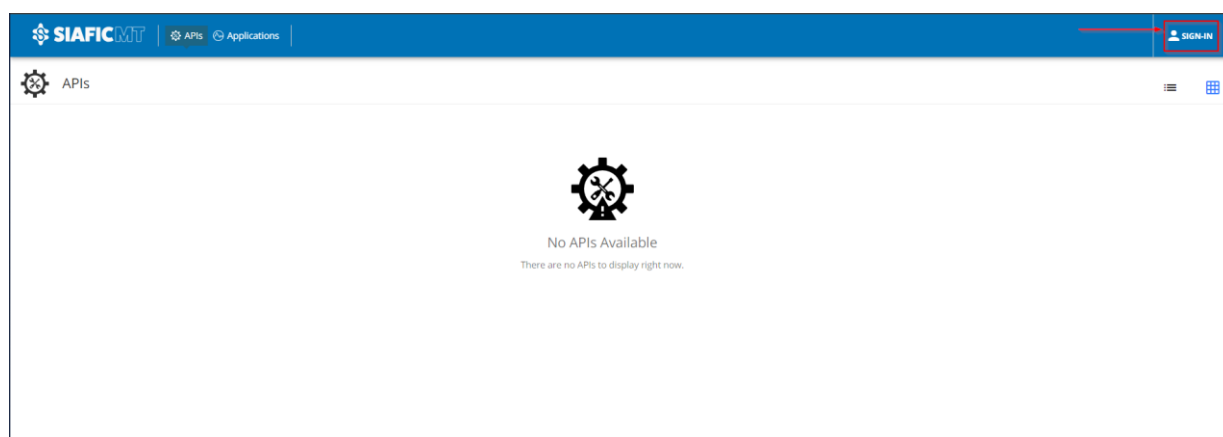 SIAFICMT APIs Applications SIGN-IN
APIs
No APIs Available
There are no APIs to display right now.